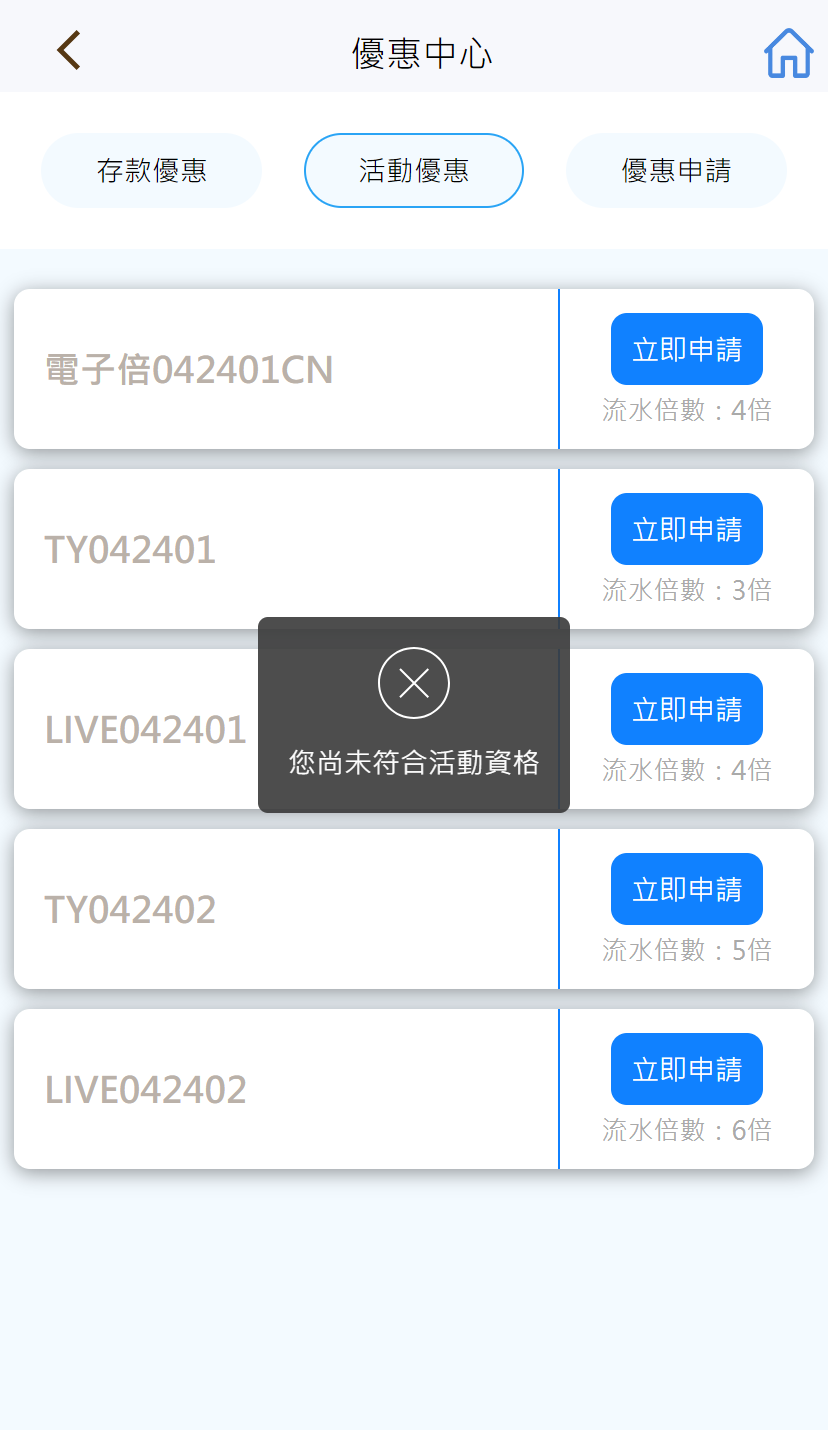 優惠中心
存款優惠
活動優惠
優惠申請
電子倍042401CN
立即申請
流水倍數：4倍
TY042401
立即申請
流水倍數：3倍
LIVE042401
立即申請
流水倍數：4倍
您尚未符合活動資格
TY042402
立即申請
流水倍數：5倍
LIVE042402
立即申請
流水倍數：6倍